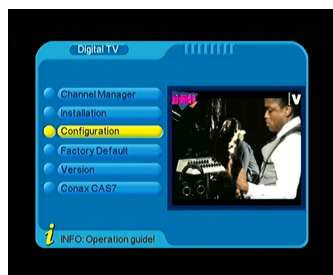 Digital TV
Channel Manager
Installation
Configuration
Factory Default
Version
Conax CAS7
INFO: Operation guide!
V